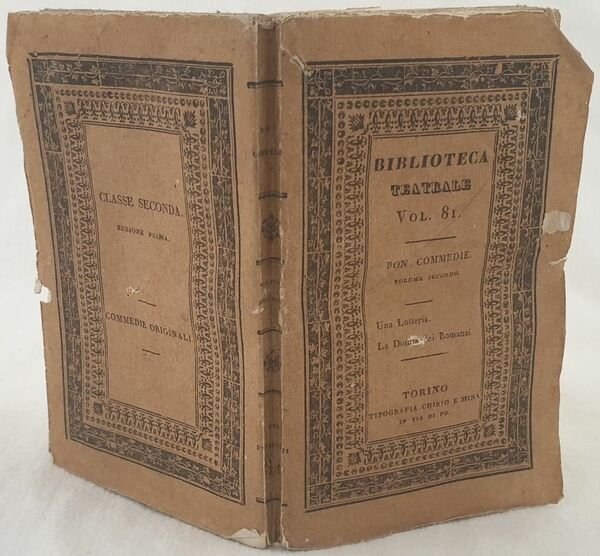 BIBLIOTECA
TEATRALE
VOL. 81.
BON, COMMEDIE.
VOLUME SECONDO.
Una Lotteria.
La Donna dei Romanzi.
TORINO
TIPOGRAFIA CHIRIO E MINA
IN VIA DI PO.
CLASSE SECONDA.
SEZIONE PRIMA.
COMMEDIE ORIGINALI